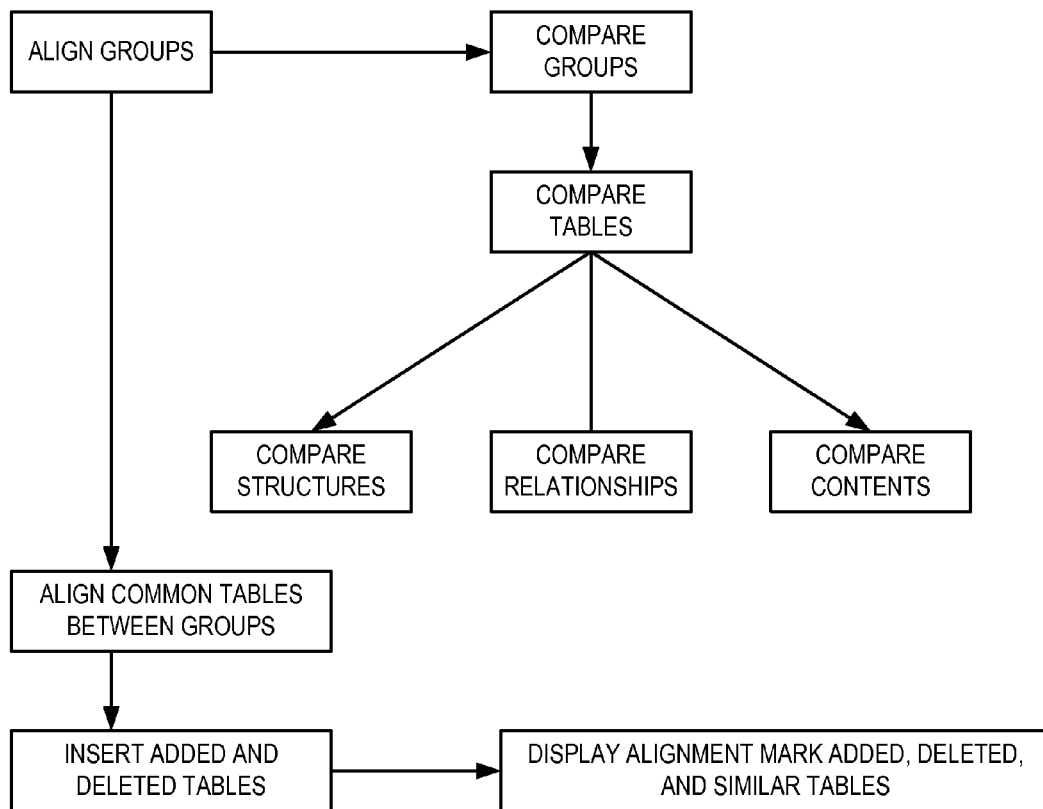 ALIGN GROUPS
COMPARE
GROUPS
COMPARE
TABLES
COMPARE
STRUCTURES
COMPARE
RELATIONSHIPS
COMPARE
CONTENTS
ALIGN COMMON TABLES
BETWEEN GROUPS
INSERT ADDED AND
DELETED TABLES
DISPLAY ALIGNMENT MARK ADDED, DELETED,
AND SIMILAR TABLES